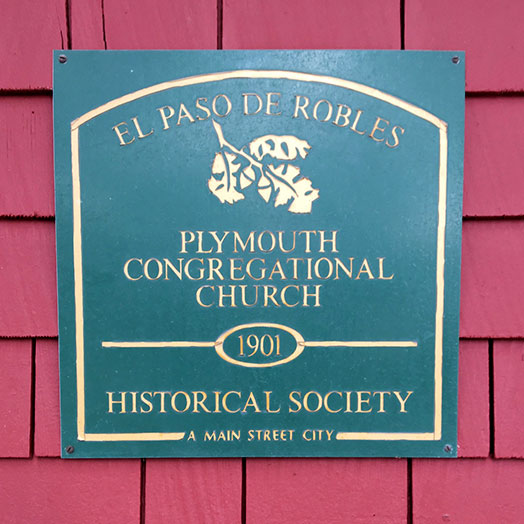 EL PASO DE ROBLES
PLYMOUTH
CONGREGATIONAL
CHURCH
1901
HISTORICAL SOCIETY
A MAIN STREET CITY